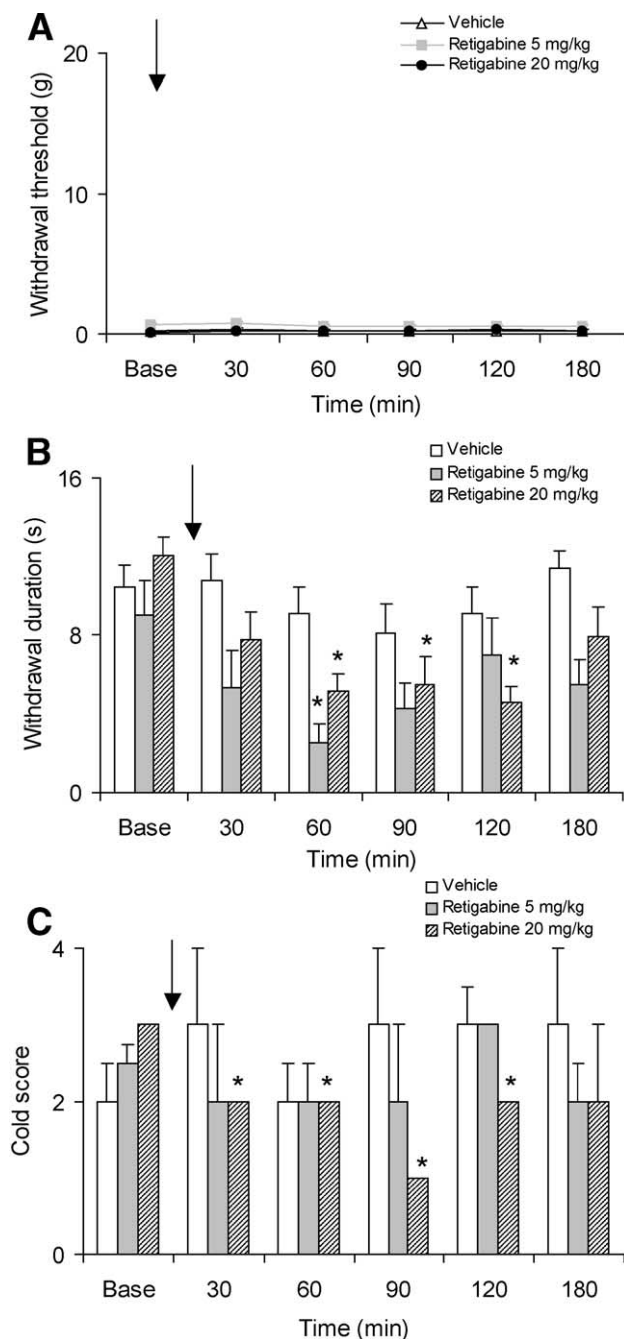 A
Vehicle
Retigabine 5 mg/kg
Retigabine 20 mg/kg
Withdrawal threshold (g)
20
10
0
Base 30 60 90 120 180
Time (min)
B
Vehicle
Retigabine 5 mg/kg
Retigabine 20 mg/kg
Withdrawal duration (s)
16
8
0
* * * *
Base 30 60 90 120 180
Time (min)
C
Vehicle
Retigabine 5 mg/kg
Retigabine 20 mg/kg
Cold score
4
2
0
* * * *
Base 30 60 90 120 180
Time (min)